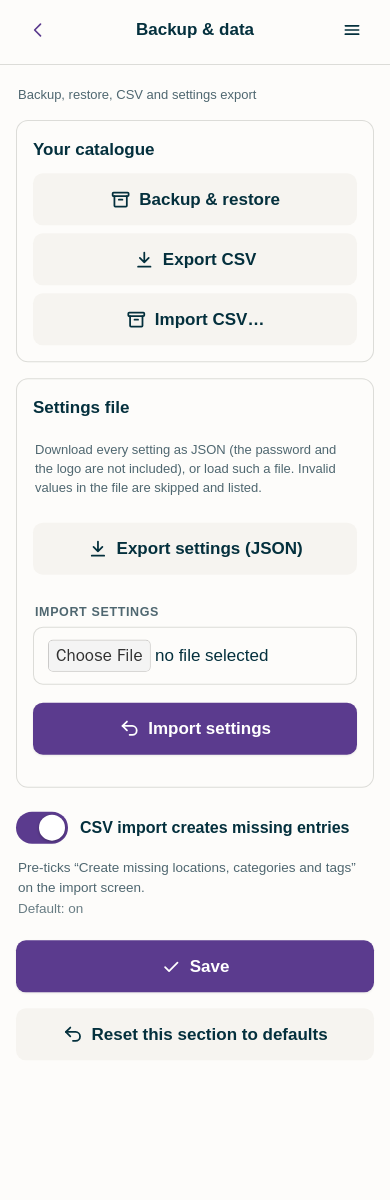 Backup & data
Backup, restore, CSV and settings export
Your catalogue
Backup & restore
Export CSV
Import CSV…
Settings file
Download every setting as JSON (the password and
the logo are not included), or load such a file. Invalid
values in the file are skipped and listed.
Export settings (JSON)
IMPORT SETTINGS
Choose File no file selected
Import settings
CSV import creates missing entries
Pre-ticks “Create missing locations, categories and tags”
on the import screen.
Default: on
Save
Reset this section to defaults